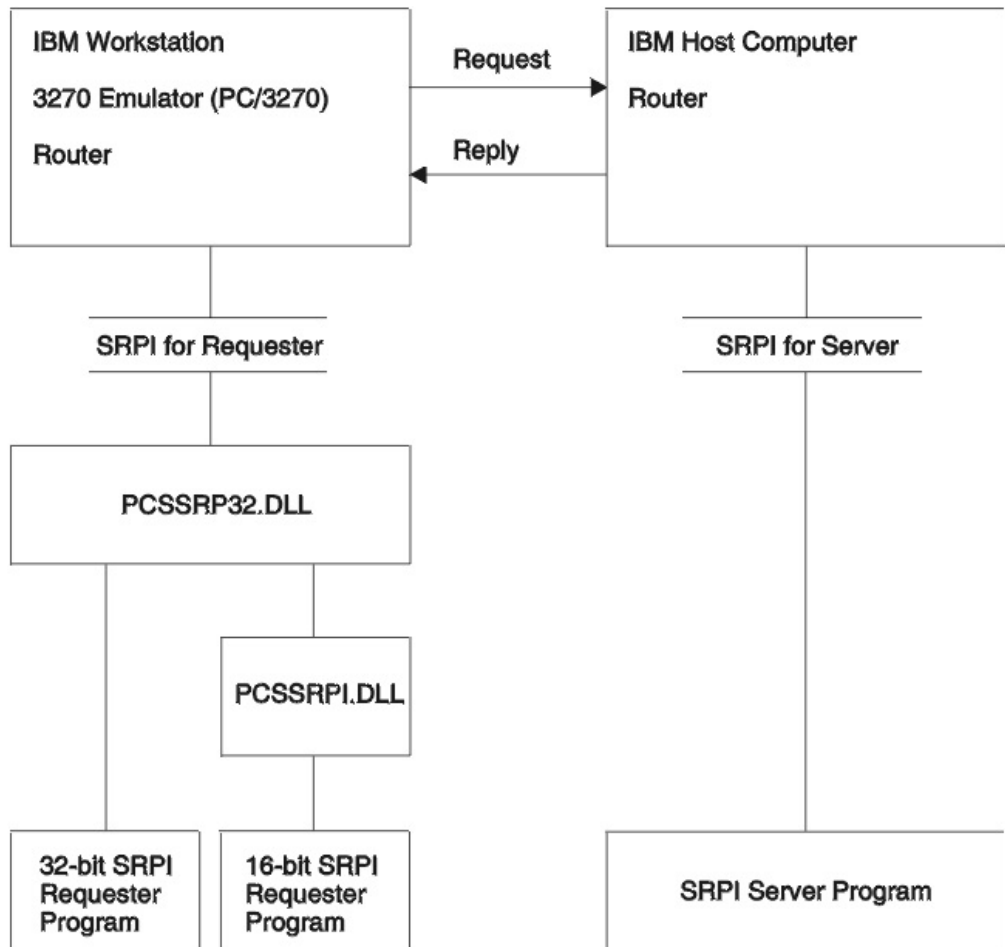 IBM Workstation
3270 Emulator (PC/3270)
Router
Request
Reply
IBM Host Computer
Router
SRPI for Requester
SRPI for Server
PCSSRP32.DLL
PCSSRPI.DLL
32-bit SRPI
Requester
Program
16-bit SRPI
Requester
Program
SRPI Server Program